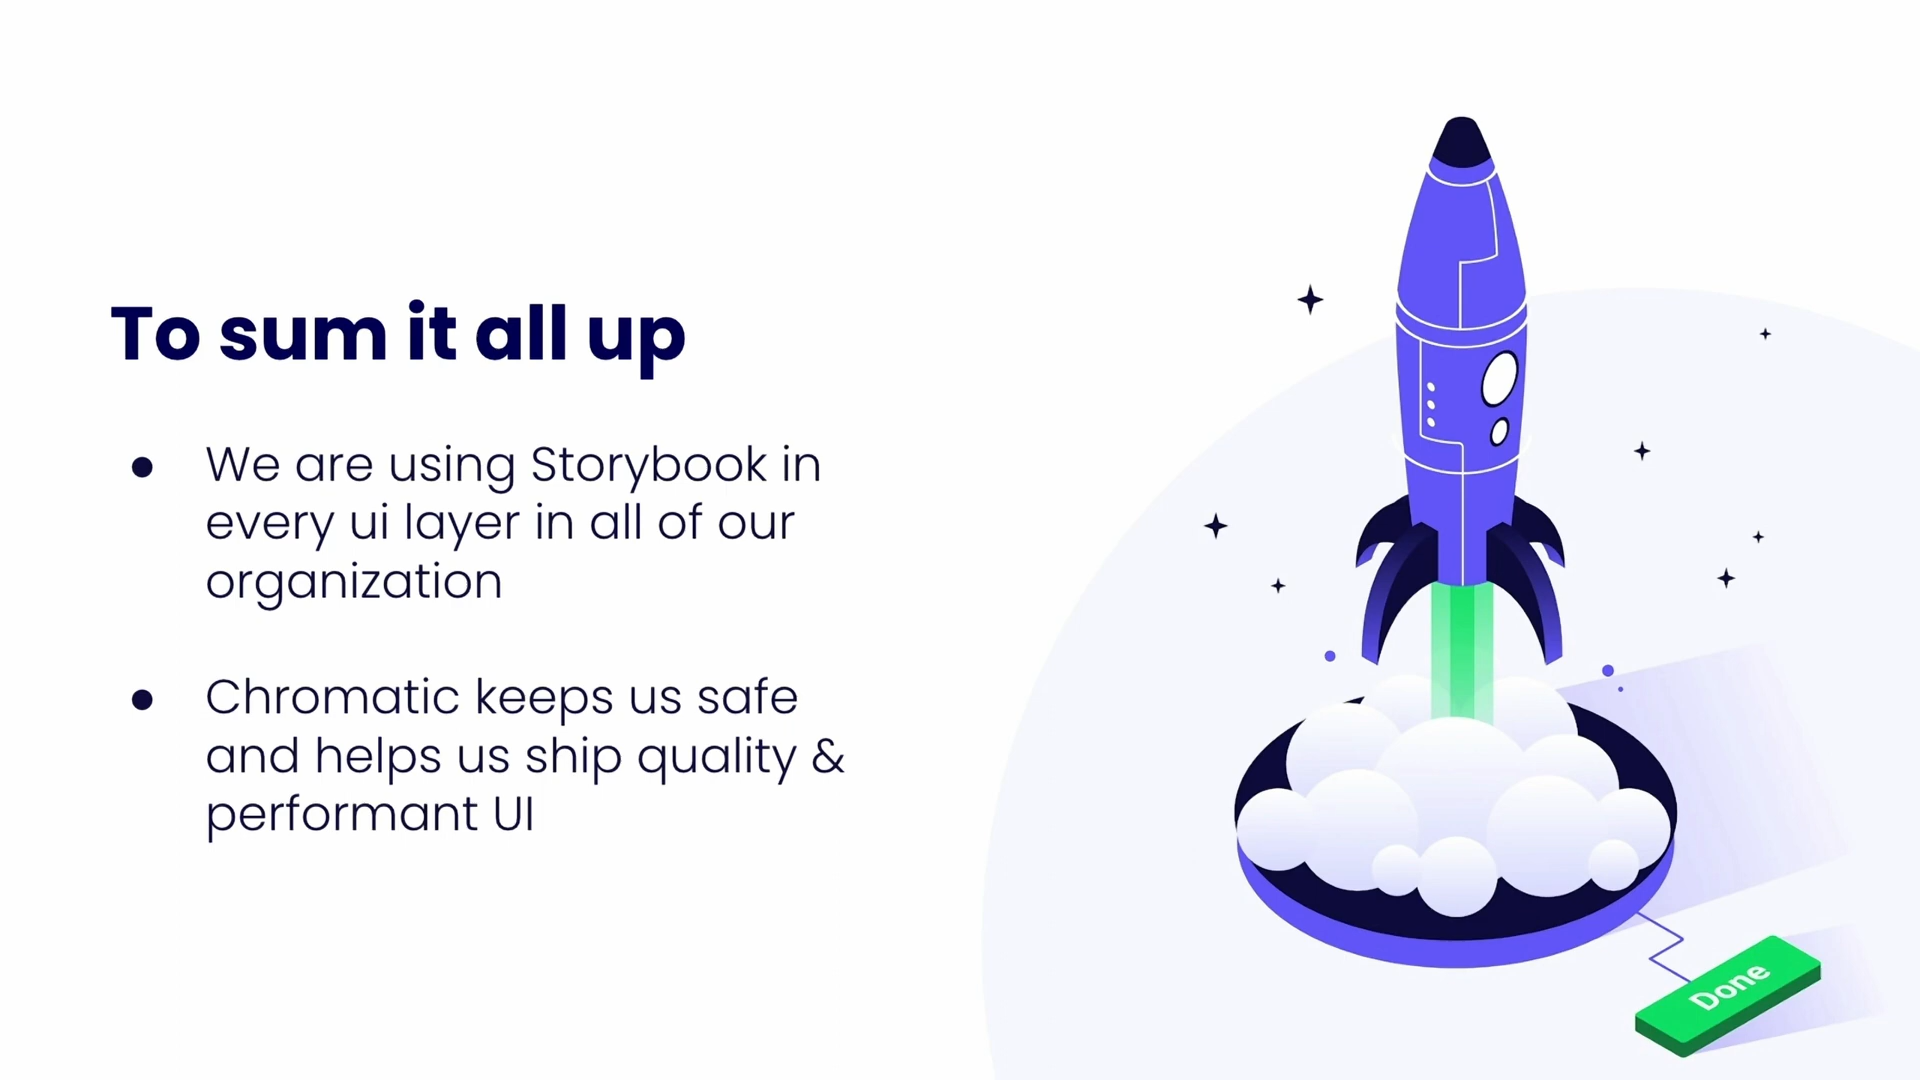 To sum it all up
● We are using Storybook in
every ui layer in all of our
organization
● Chromatic keeps us safe
and helps us ship quality &
performant UI
Done